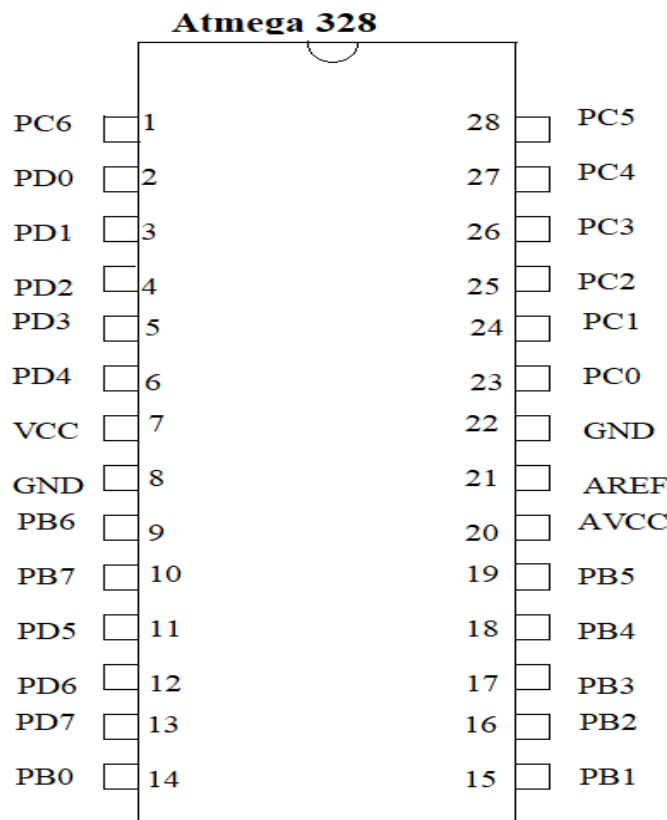 Atmega 328
PC6 1 28 PC5
PD0 2 27 PC4
PD1 3 26 PC3
PD2 4 25 PC2
PD3 5 24 PC1
PD4 6 23 PC0
VCC 7 22 GND
GND 8 21 AREF
PB6 9 20 AVCC
PB7 10 19 PB5
PD5 11 18 PB4
PD6 12 17 PB3
PD7 13 16 PB2
PB0 14 15 PB1